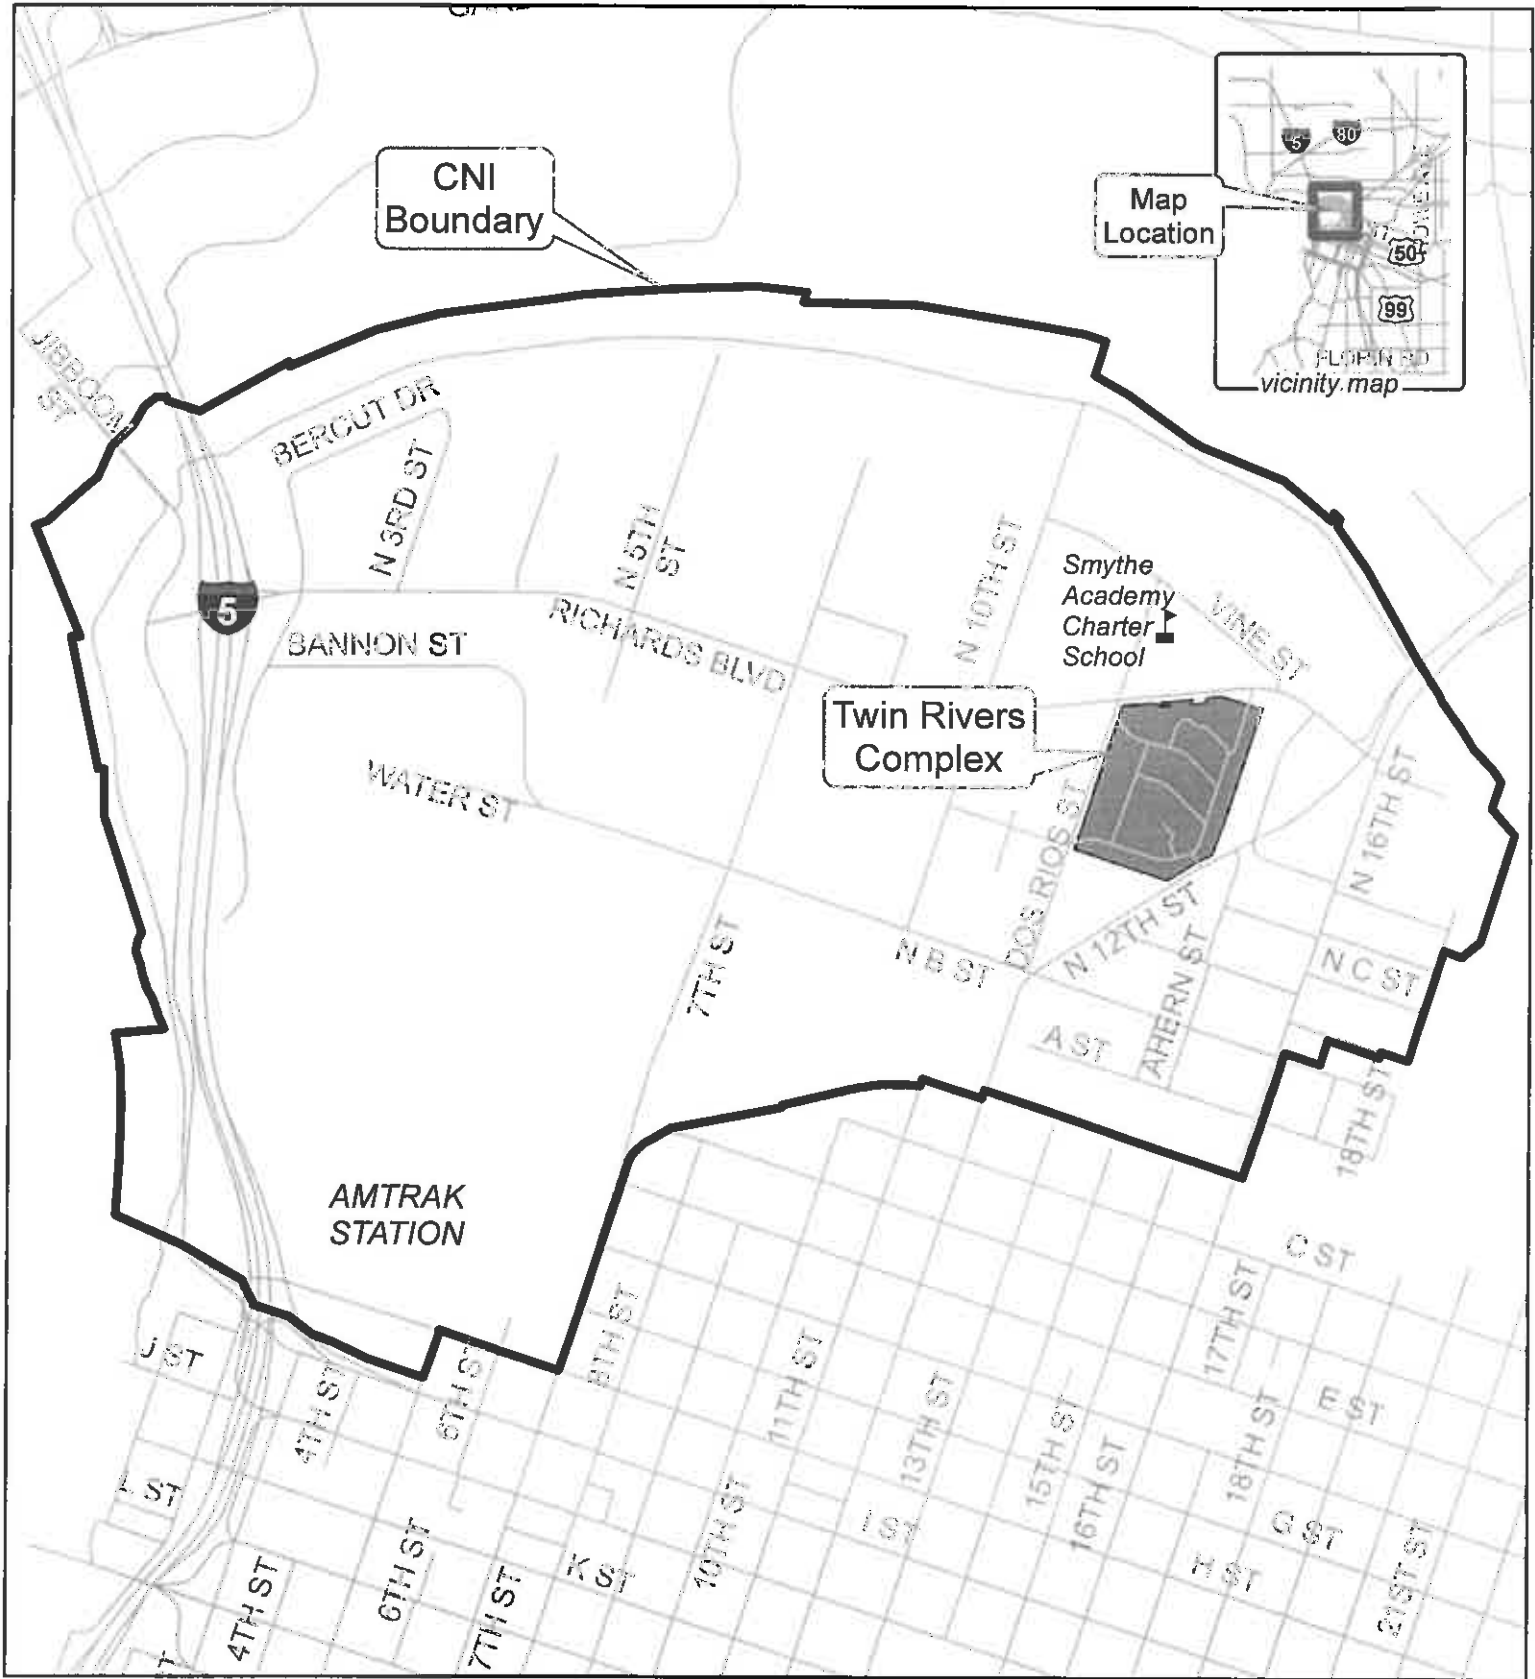 CNI
Boundary
5
80
Map
Location
50
99
FLORIN RD
vicinity map
JIBBOOM
ST
BERCUT DR
N 3RD ST
N 5TH
ST
N 10TH ST
Smythe
Academy
Charter
School
VINE ST
5
BANNON ST
RICHARDS BLVD
Twin Rivers
Complex
WATER ST
DOS RIOS ST
N 16TH ST
N 12TH ST
7TH ST
N B ST
AHERN ST
N C ST
A ST
18TH ST
AMTRAK
STATION
C ST
17TH ST
J ST
4TH ST
6TH ST
9TH ST
11TH ST
13TH ST
15TH ST
16TH ST
18TH ST
E ST
L ST
10TH ST
I ST
G ST
H ST
21ST ST
4TH ST
6TH ST
7TH ST
K ST